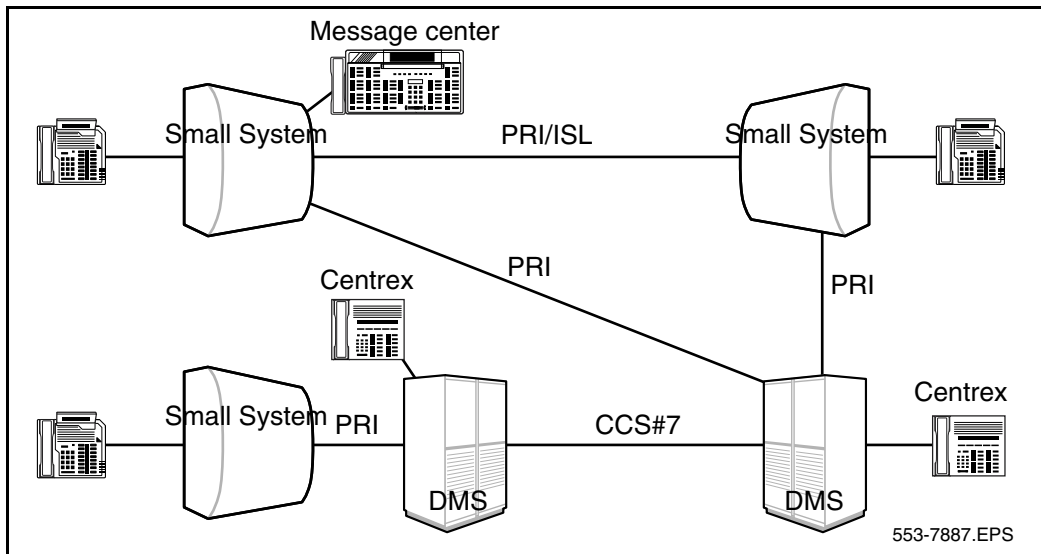 Message center
Small System
PRI/ISL
Small System
PRI
PRI
Centrex
Small System
PRI
CCS#7
Centrex
DMS
DMS
553-7887.EPS